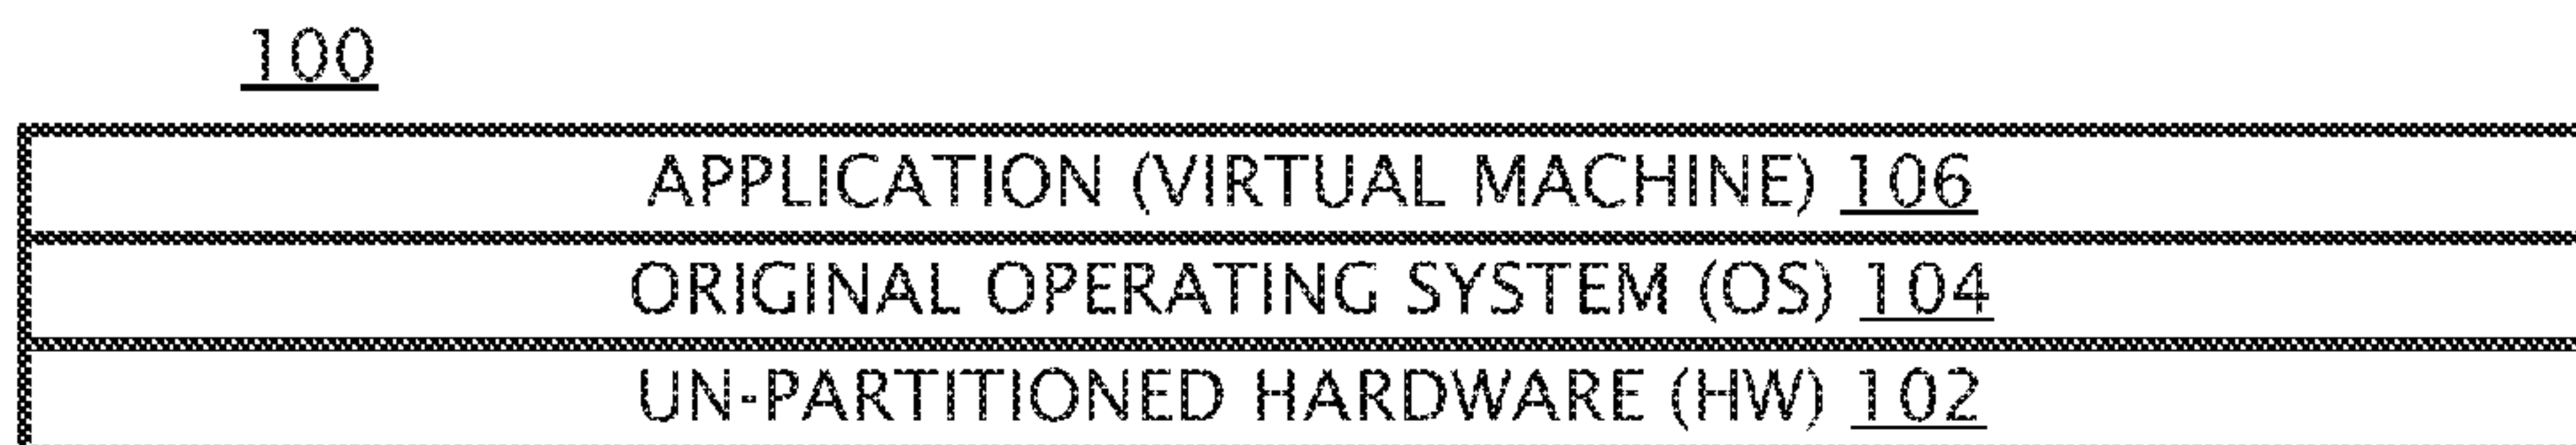 100
APPLICATION (VIRTUAL MACHINE) 106
ORIGINAL OPERATING SYSTEM (OS) 104
UN-PARTITIONED HARDWARE (HW) 102